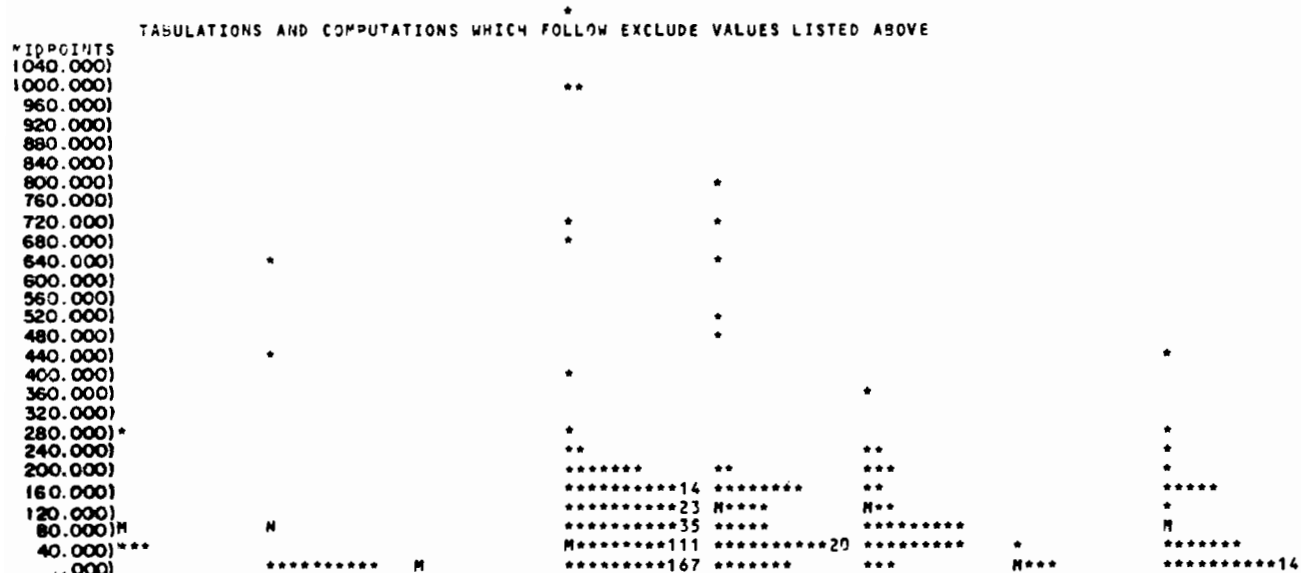 *
TABULATIONS AND COMPUTATIONS WHICH FOLLOW EXCLUDE VALUES LISTED ABOVE
MIDPOINTS
1040.000)
1000.000) **
960.000)
920.000)
880.000)
840.000)
800.000) *
760.000)
720.000) * *
680.000) *
640.000) * *
600.000)
560.000)
520.000) *
480.000) *
440.000) * *
400.000) *
360.000) *
320.000)
280.000)* * *
240.000) ** ** *
200.000) ******* ** *** *
160.000) **********14 ******** ** *****
120.000) **********23 M**** M** *
80.000)M N **********35 ***** ********* M
40.000)*** M*********111 **********20 ********* * *******
.000) ********** M *********167 ******* *** M*** **********14